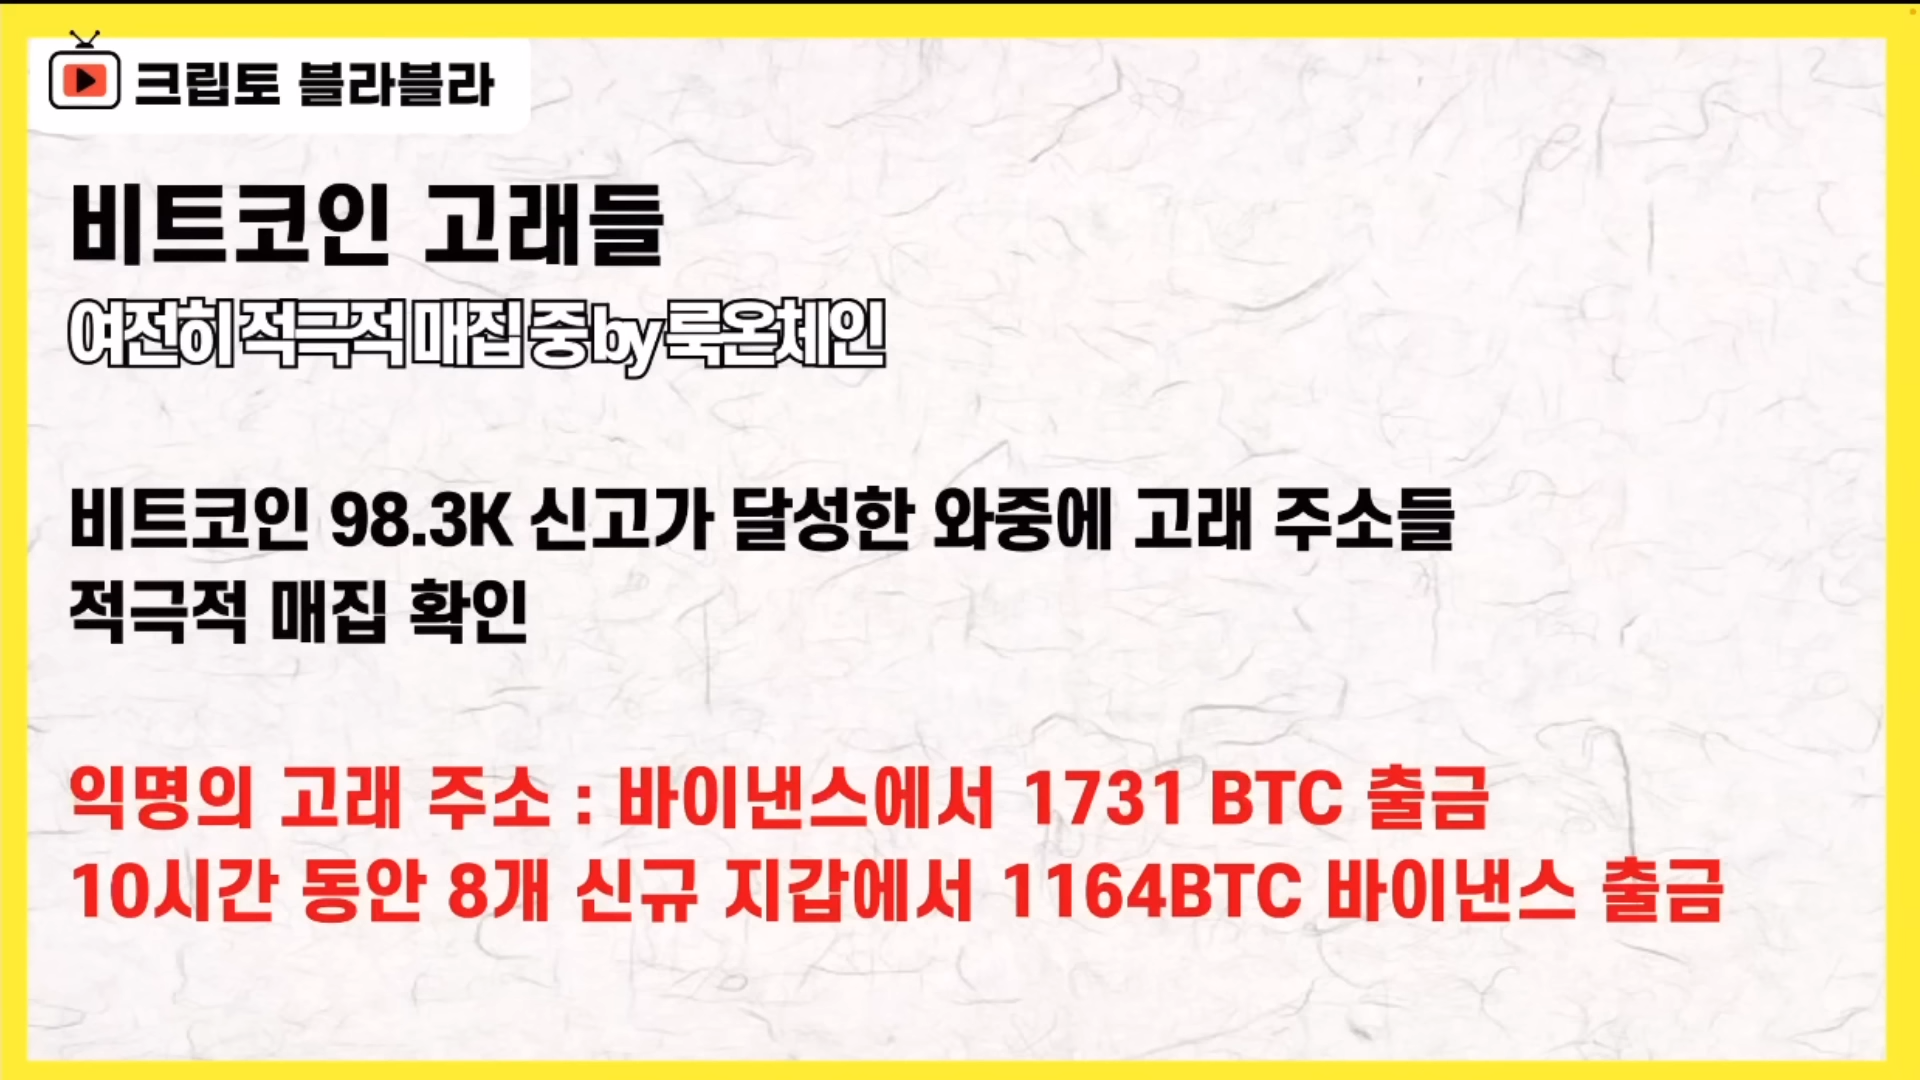 크립토 블라블라
비트코인 고래들
여전히 적극적 매집 중 by 룩온체인
비트코인 98.3K 신고가 달성한 와중에 고래 주소들
적극적 매집 확인
익명의 고래 주소 : 바이낸스에서 1731 BTC 출금
10시간 동안 8개 신규 지갑에서 1164BTC 바이낸스 출금